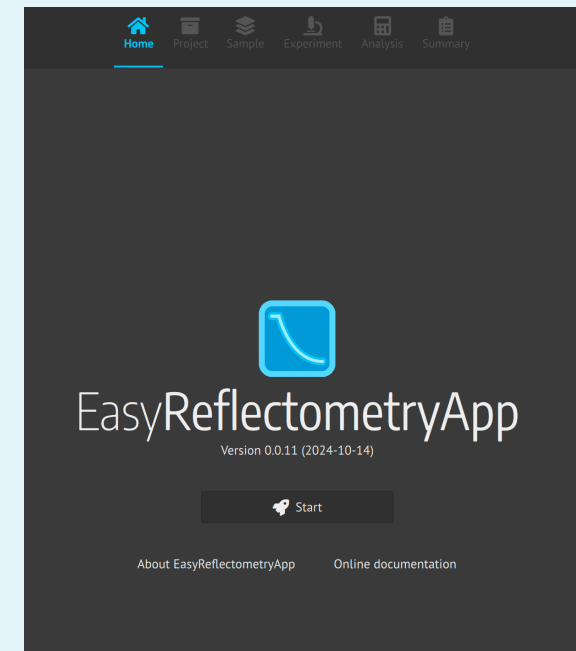 Home Project Sample Experiment Analysis Summary
EasyReflectometryApp
Version 0.0.11 (2024-10-14)
Start
About EasyReflectometryApp Online documentation